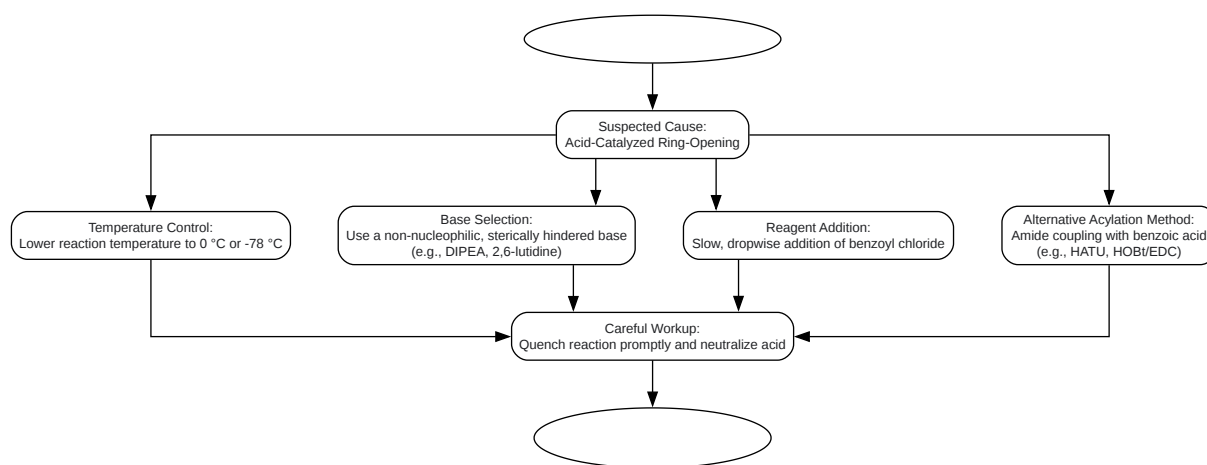 Suspected Cause:
Acid-Catalyzed Ring-Opening
Temperature Control:
Lower reaction temperature to 0 °C or -78 °C
Base Selection:
Use a non-nucleophilic, sterically hindered base
(e.g., DIPEA, 2,6-lutidine)
Reagent Addition:
Slow, dropwise addition of benzoyl chloride
Alternative Acylation Method:
Amide coupling with benzoic acid
(e.g., HATU, HOBt/EDC)
Careful Workup:
Quench reaction promptly and neutralize acid